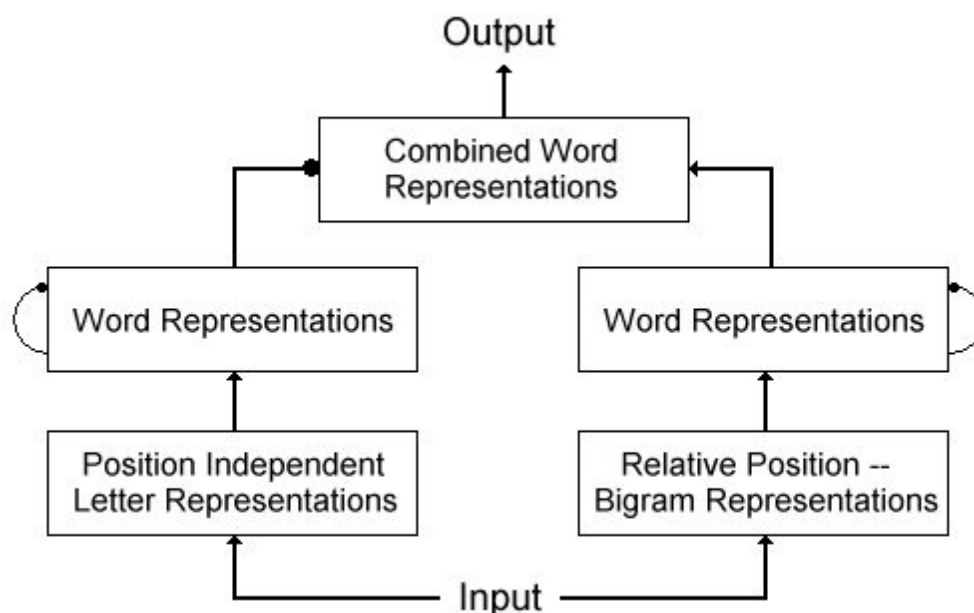 Output
Combined Word
Representations
Word Representations
Word Representations
Position Independent
Letter Representations
Relative Position --
Bigram Representations
Input